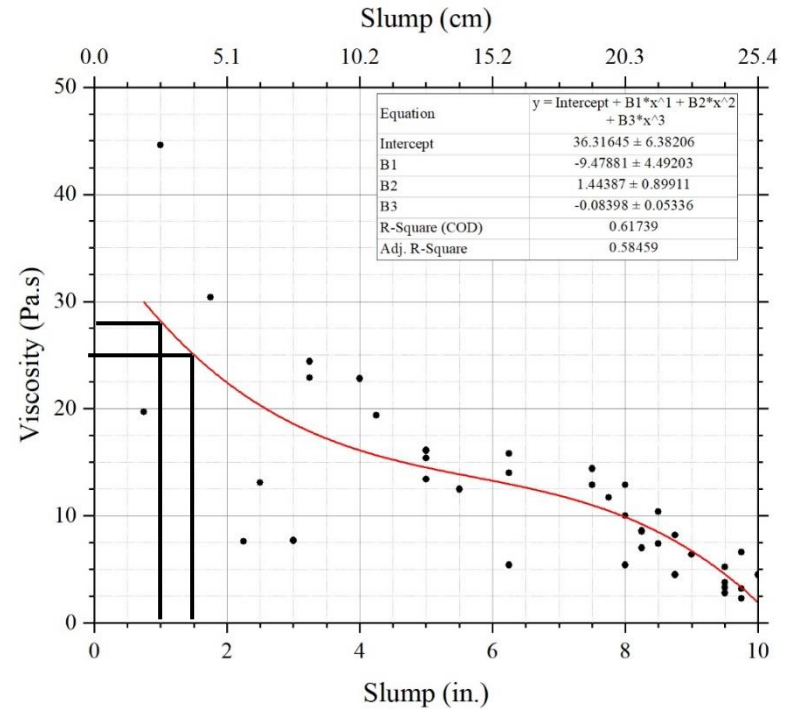 Slump (cm)
0.0 5.1 10.2 15.2 20.3 25.4
50
40
30
20
10
0
Viscosity (Pa.s)
Equation y = Intercept + B1*x^1 + B2*x^2
+ B3*x^3
Intercept 36.31645 ± 6.38206
B1 -9.47881 ± 4.49203
B2 1.44387 ± 0.89911
B3 -0.08398 ± 0.05336
R-Square (COD) 0.61739
Adj. R-Square 0.58459
0 2 4 6 8 10
Slump (in.)